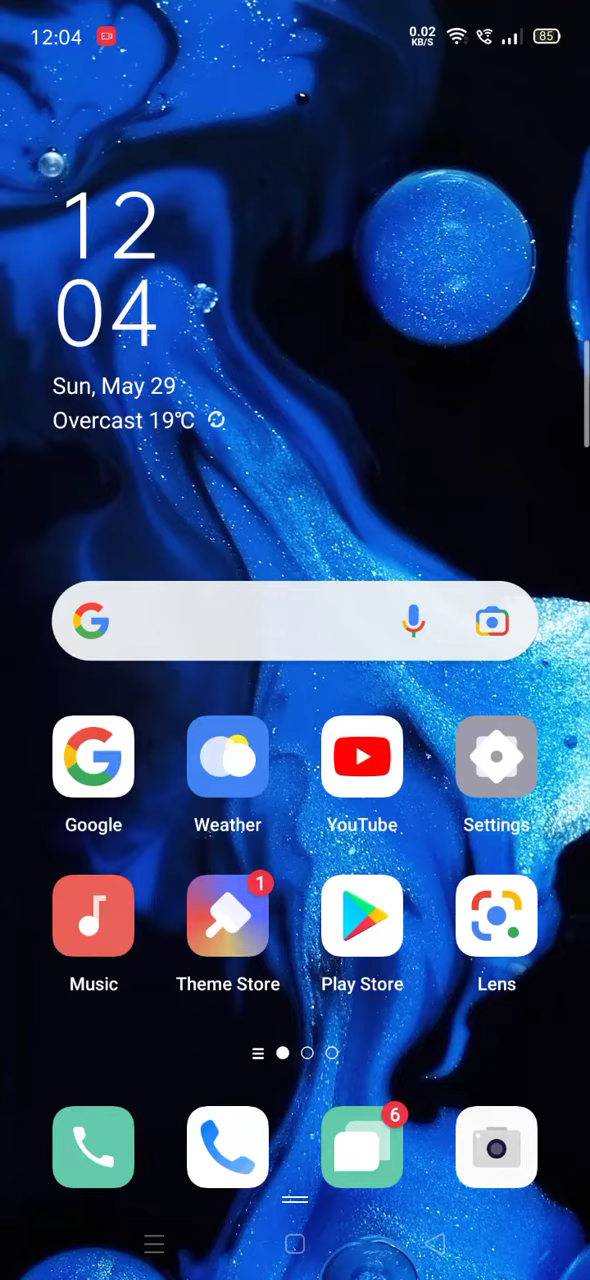 12:04
0.02
KB/S
85
12
04
Sun, May 29
Overcast 19℃
Google
Weather
YouTube
Settings
1
Music
Theme Store
Play Store
Lens
6